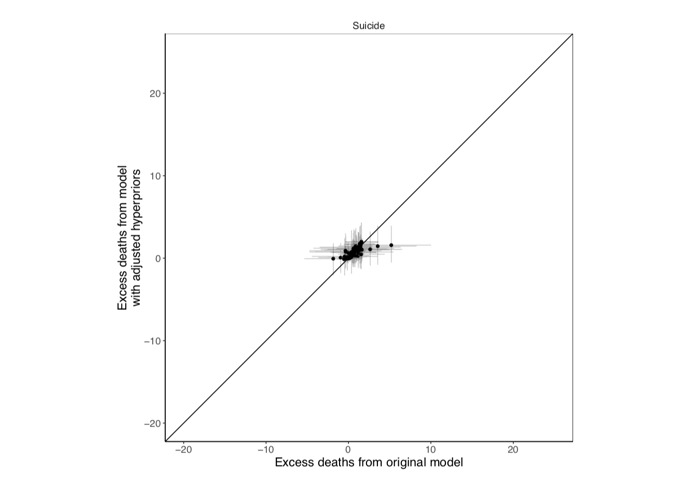 Suicide
Excess deaths from model
with adjusted hyperpriors
20
10
0
−10
−20
−20
−10
0
10
20
Excess deaths from original model